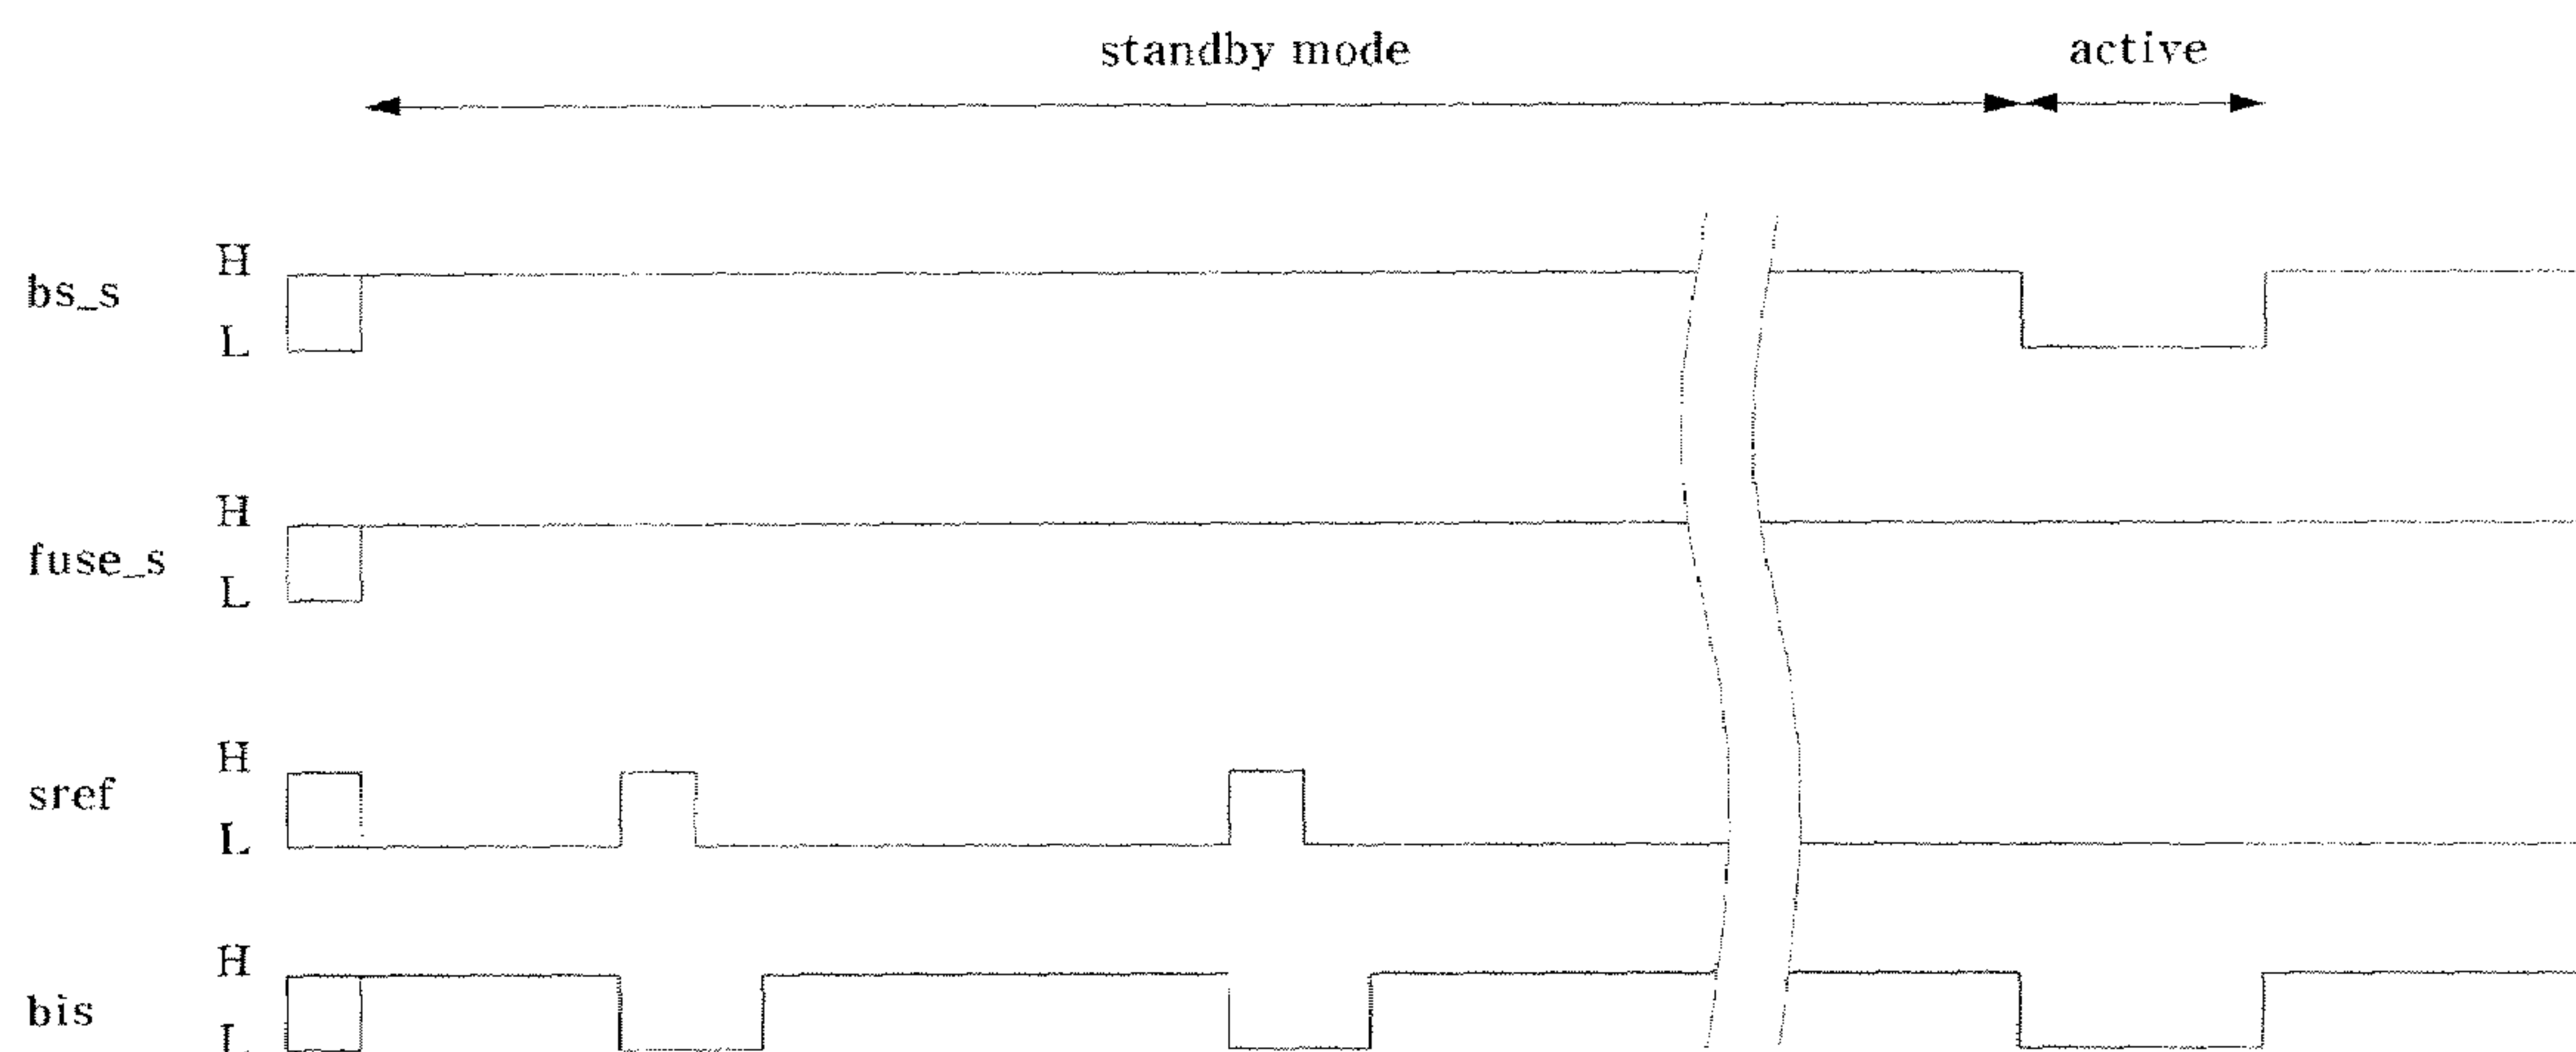 standby mode active
H
bs_s
L
H
fuse_s
L
H
sref
L
H
bis
L